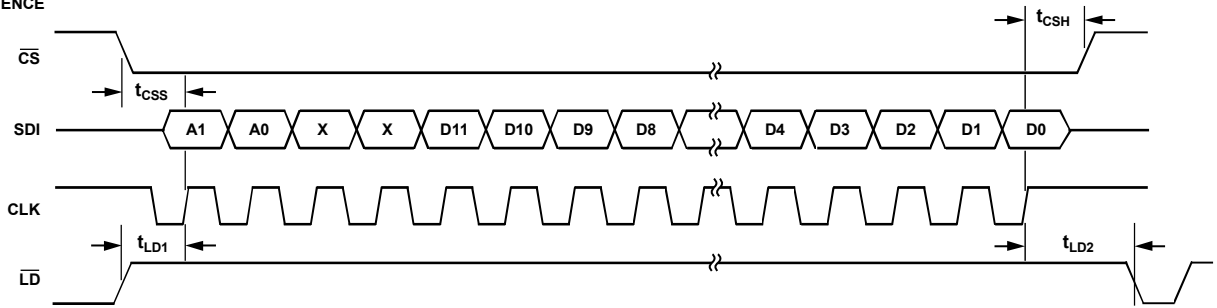 ENCE
tCSH
CS
tCSS
SDI A1 A0 X X D11 D10 D9 D8 D4 D3 D2 D1 D0
CLK
tLD1 tLD2
LD